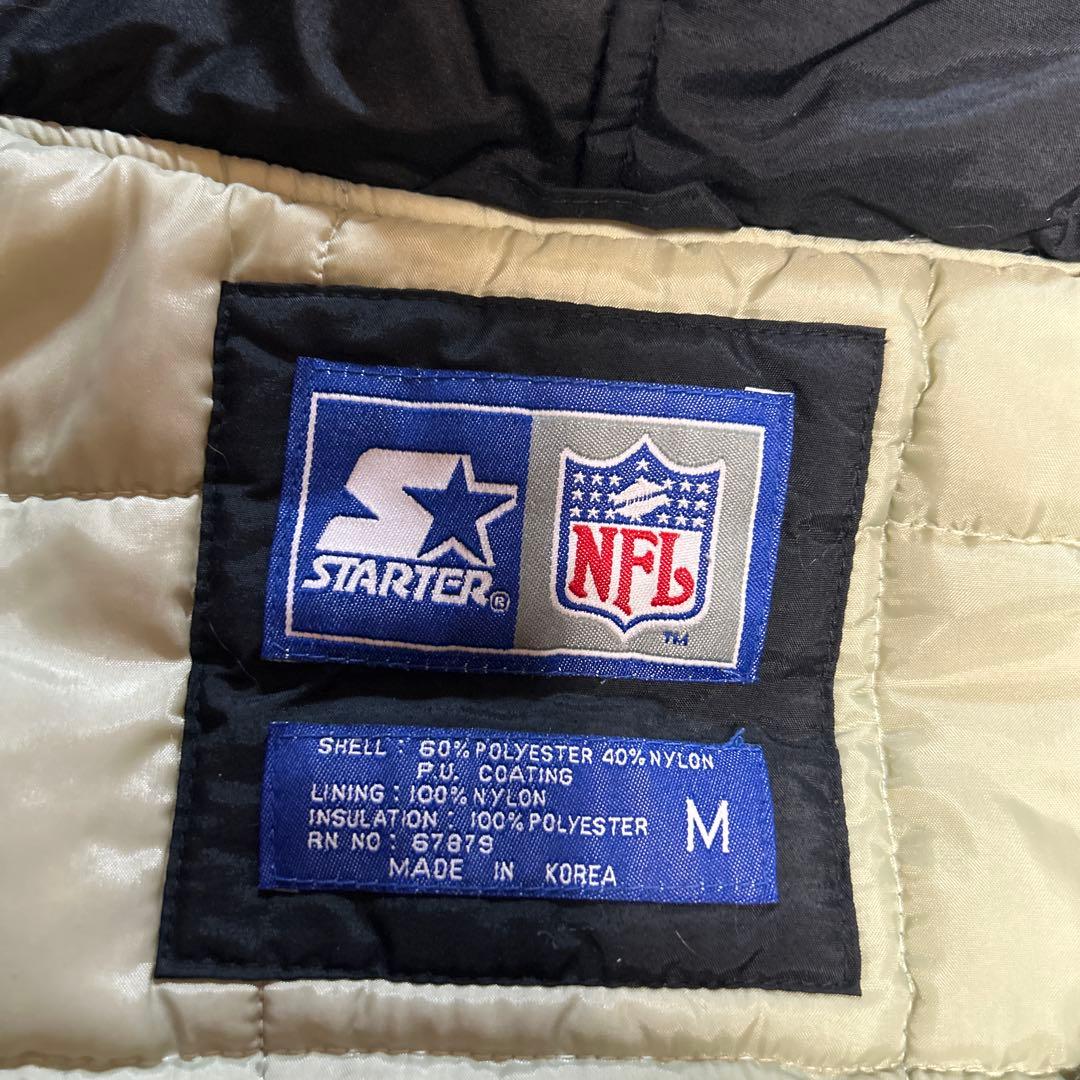 STARTER®
NFL
TM
SHELL : 60% POLYESTER 40% NYLON
P.U. COATING
LINING : 100% NYLON
INSULATION : 100% POLYESTER
RN NO : 67879
MADE IN KOREA
M